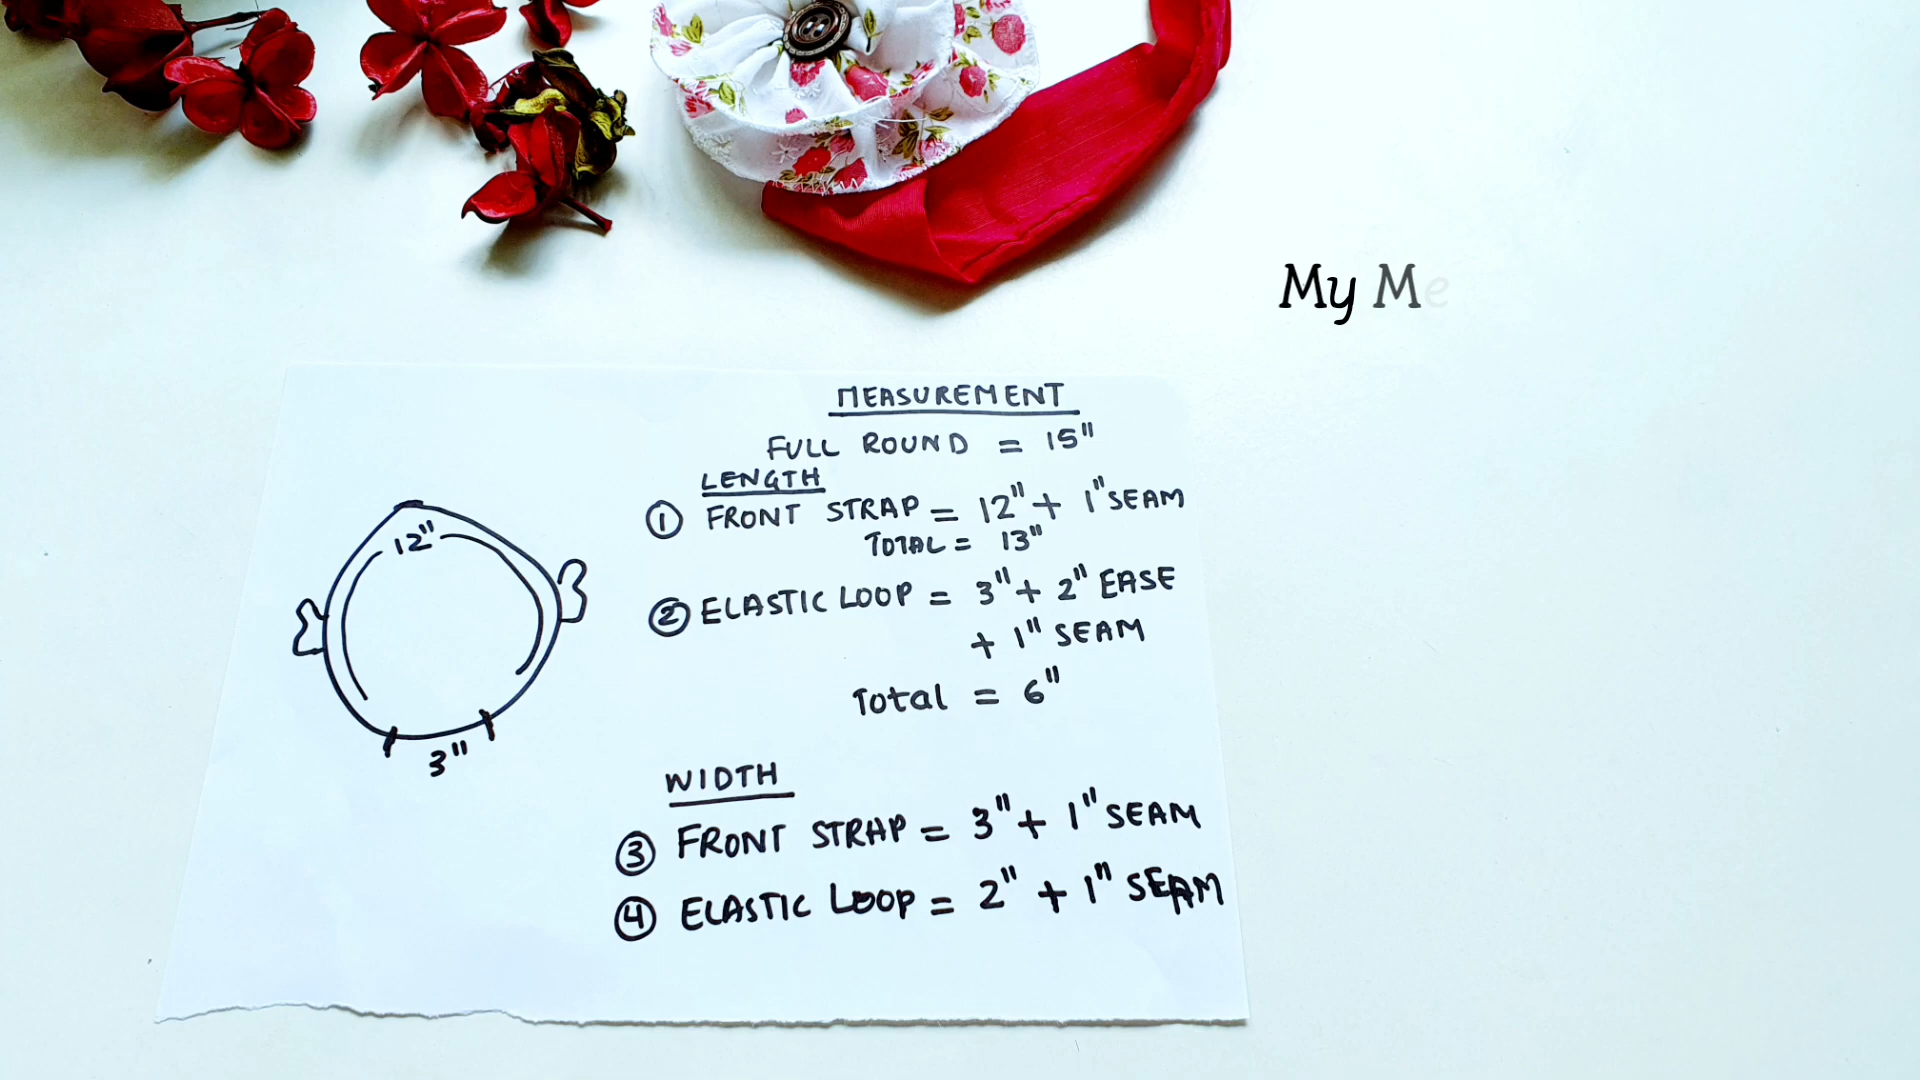 My Me
MEASUREMENT
FULL ROUND = 15"
LENGTH
① FRONT STRAP = 12" + 1" SEAM
TOTAL = 13"
② ELASTIC LOOP = 3" + 2" EASE
+ 1" SEAM
Total = 6"
12"
3"
WIDTH
③ FRONT STRAP = 3" + 1" SEAM
④ ELASTIC LOOP = 2" + 1" SEAM